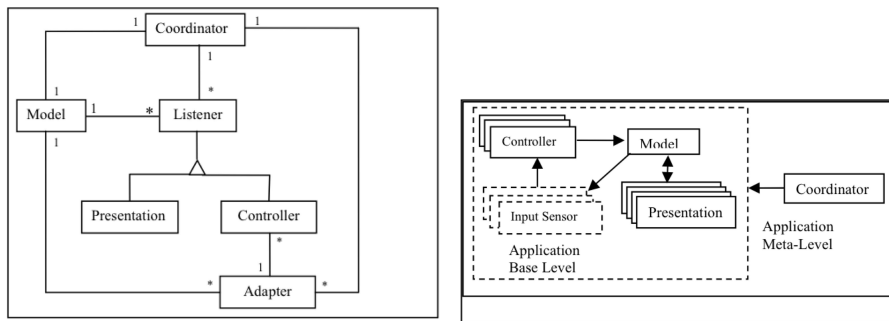 1
Coordinator
1
1
1
1
*
Model
1
*
Listener
1
Presentation
Controller
*
1
*
Adapter
*
Controller
Model
Input Sensor
Presentation
Coordinator
Application
Base Level
Application
Meta-Level